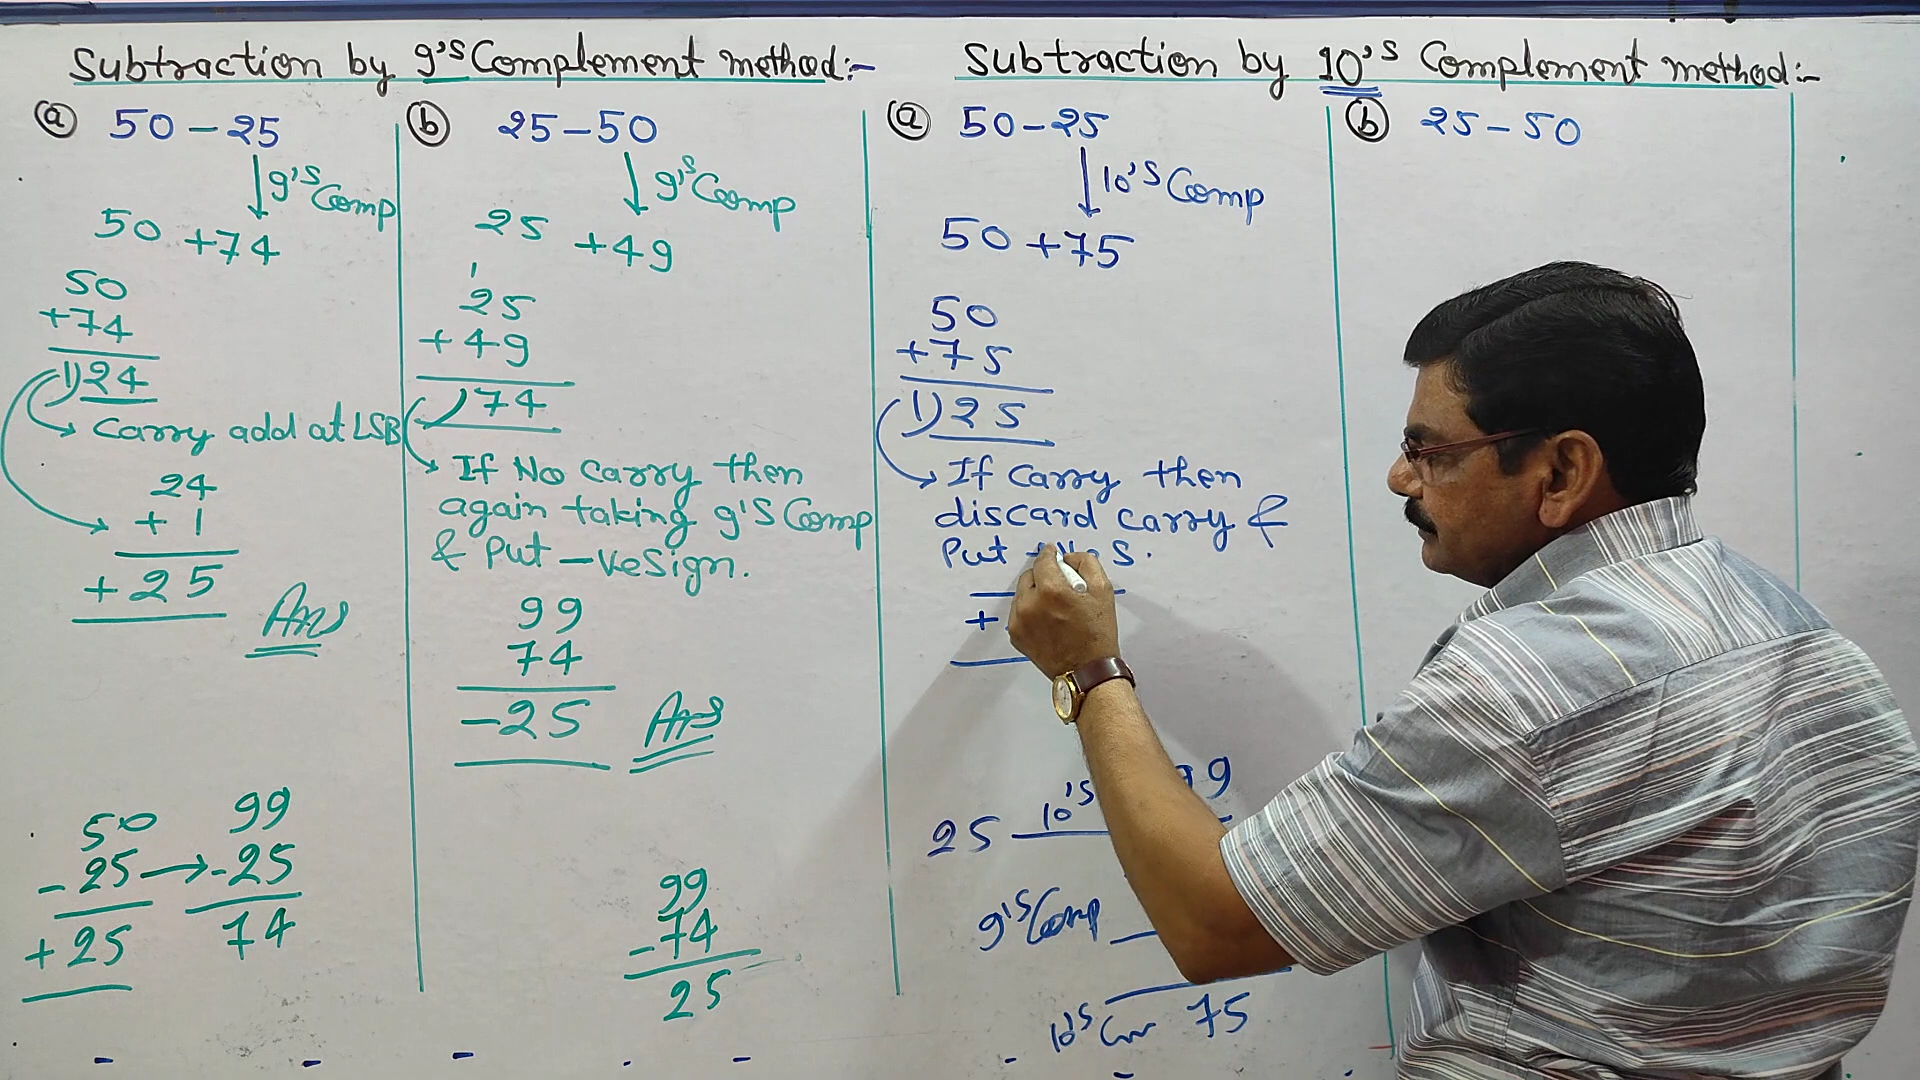 Subtraction by 9'S Complement method:-
(a) 50 - 25
9'S Comp
50 +74
50
+74
1)24
Carry add at LSB
24
+ 1
+ 25
Ans
50
- 25 → - 25
+ 25
99
74
(b) 25 - 50
9'S Comp
25 +49
1
25
+ 49
)74
If No Carry then
again taking 9'S Comp
& Put -ve Sign.
99
74
-25
Ans
99
-74
25
Subtraction by 10'S Complement method:-
(a) 50 - 25
10'S Comp
50 +75
50
+75
1)25
If Carry then
discard carry &
Put
+
25 10'S 99
9'S Comp
10'S 75
(b) 25 - 50